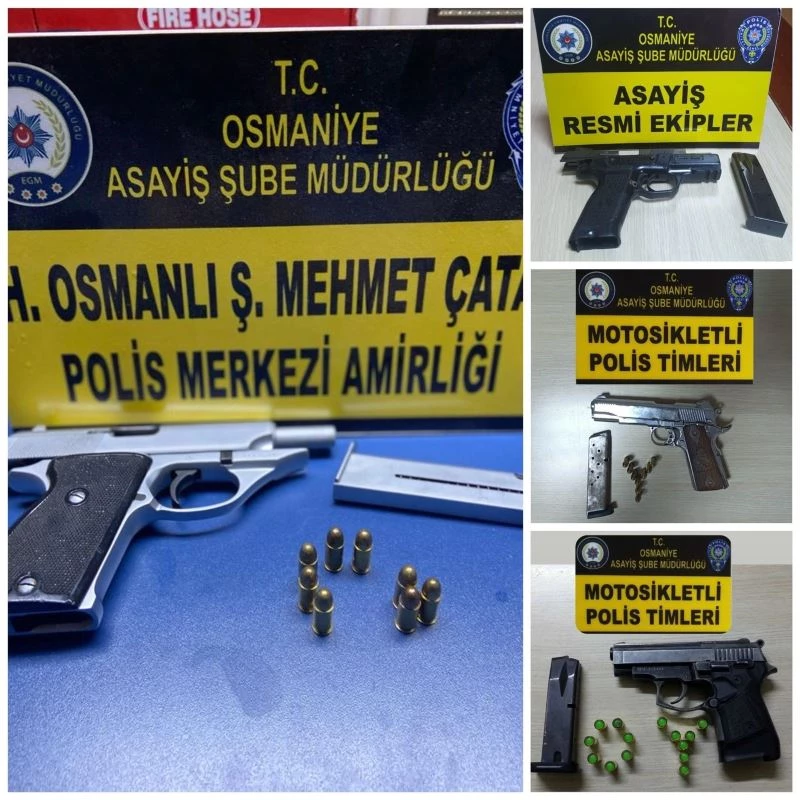 FIRE HOSE
EGM
T.C.
OSMANİYE
ASAYİŞ ŞUBE MÜDÜRLÜĞÜ
H. OSMANLI Ş. MEHMET ÇATA
POLİS MERKEZİ AMİRLİĞİ
T.C.
OSMANİYE
ASAYİŞ ŞUBE MÜDÜRLÜĞÜ
ASAYİŞ
RESMİ EKİPLER
T.C.
OSMANİYE
ASAYİŞ ŞUBE MÜDÜRLÜĞÜ
MOTOSİKLETLİ
POLİS TİMLERİ
T.C.
OSMANİYE
ASAYİŞ ŞUBE MÜDÜRLÜĞÜ
MOTOSİKLETLİ
POLİS TİMLERİ